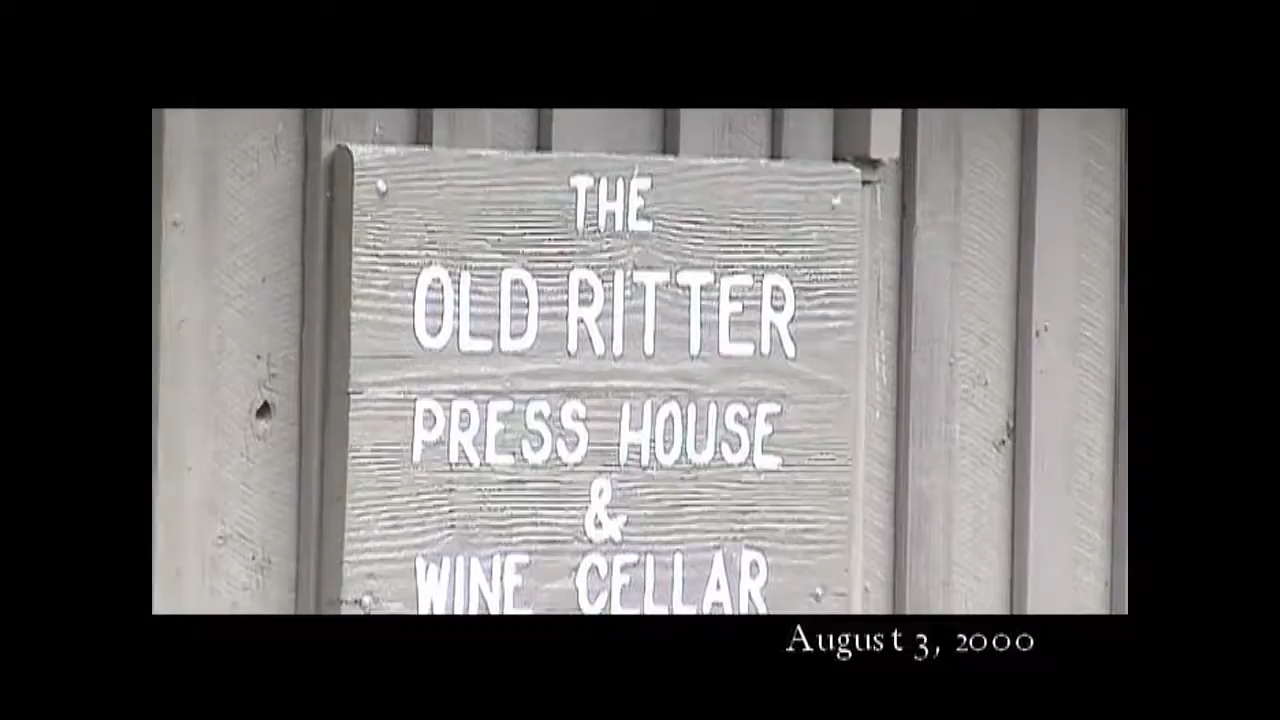 THE
OLD RITTER
PRESS HOUSE
&
WINE CELLAR
August 3, 2000